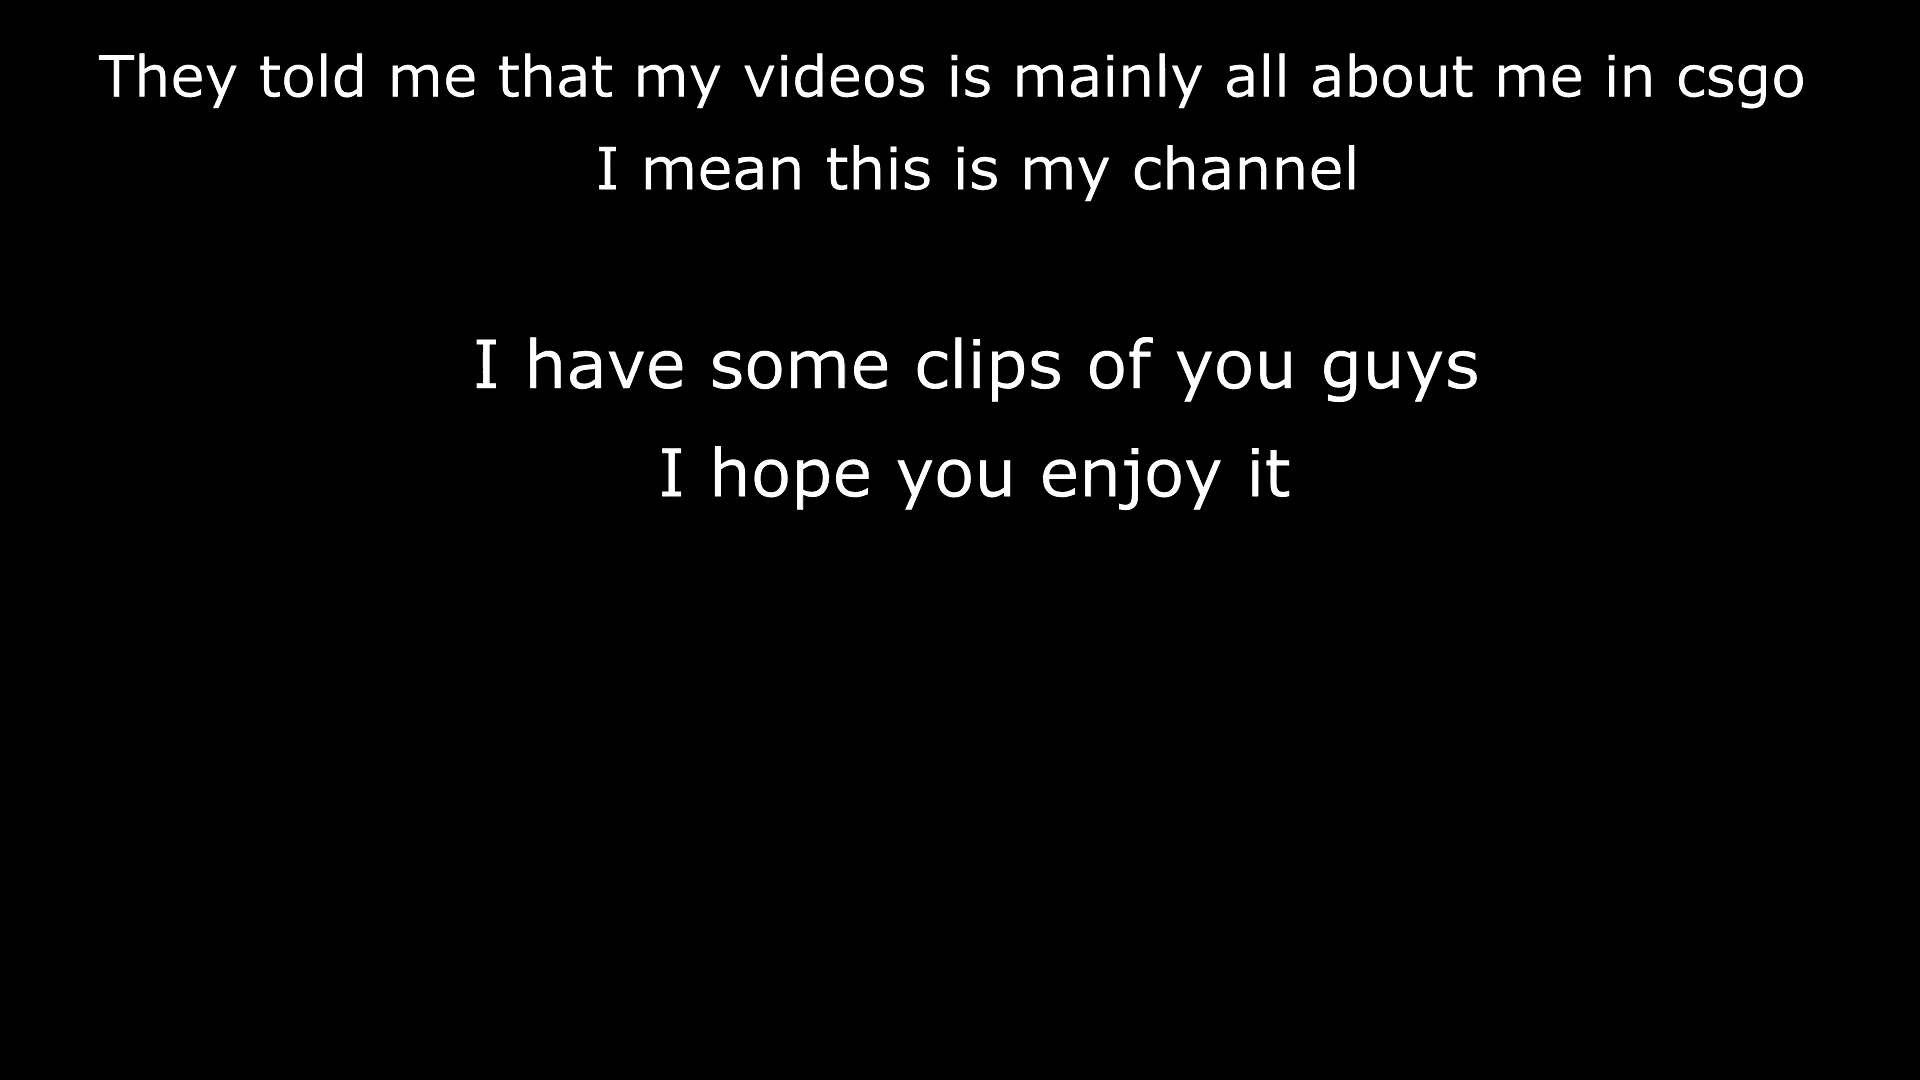 They told me that my videos is mainly all about me in csgo
I mean this is my channel
I have some clips of you guys
I hope you enjoy it